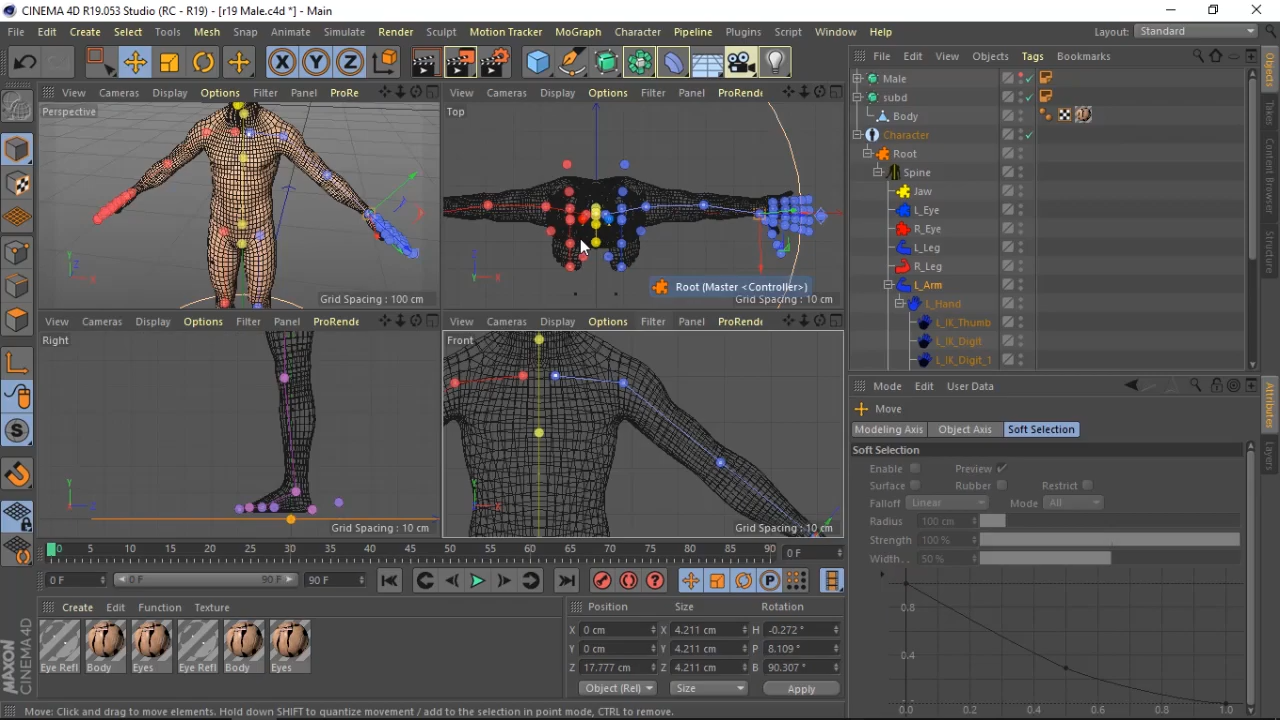 CINEMA 4D R19.053 Studio (RC - R19) - [r19 Male.c4d *] - Main
File Edit Create Select Tools Mesh Snap Animate Simulate Render Sculpt Motion Tracker MoGraph Character Pipeline Plugins Script Window Help Layout: Standard
File Edit View Objects Tags Bookmarks
View Cameras Display Options Filter Panel ProRe
View Cameras Display Options Filter Panel ProRende
Perspective
Top
Grid Spacing : 100 cm
Root (Master <Controller>)
Grid Spacing : 10 cm
Male
subd
Body
Character
Root
Spine
Jaw
L_Eye
R_Eye
L_Leg
R_Leg
L_Arm
L_Hand
L_IK_Thumb
L_IK_Digit
L_IK_Digit_1
Objects
Takes
Content Browser
Structure
View Cameras Display Options Filter Panel ProRende
View Cameras Display Options Filter Panel ProRende
Right
Front
Grid Spacing : 10 cm
Grid Spacing : 10 cm
Mode Edit User Data
Move
Modeling Axis Object Axis Soft Selection
Soft Selection
Enable Preview
Surface Rubber Restrict
Falloff Linear Mode All
Radius 100 cm
Strength 100 %
Width . . 50 %
0.8
0.4
0.0 0.2 0.4 0.6 0.8 1.0
Attributes
Layers
0 5 10 15 20 25 30 35 40 45 50 55 60 65 70 75 80 85 90 0 F
0 F 0 F 90 F 90 F
Create Edit Function Texture
Eye Refl Body Eyes Eye Refl Body Eyes
Position Size Rotation
X 0 cm X 4.211 cm H -0.272 °
Y 0 cm Y 4.211 cm P 8.109 °
Z 17.777 cm Z 4.211 cm B 90.307 °
Object (Rel) Size Apply
MAXON CINEMA 4D
Move: Click and drag to move elements. Hold down SHIFT to quantize movement / add to the selection in point mode, CTRL to remove.